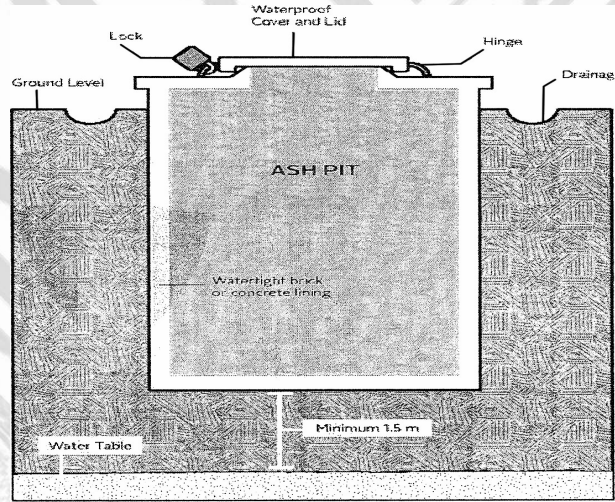 Waterproof
Cover and Lid
Lock
Hinge
Ground Level
Drainag
ASH PIT
Watertight brick
or concrete lining
Minimum 1.5 m
Water Table